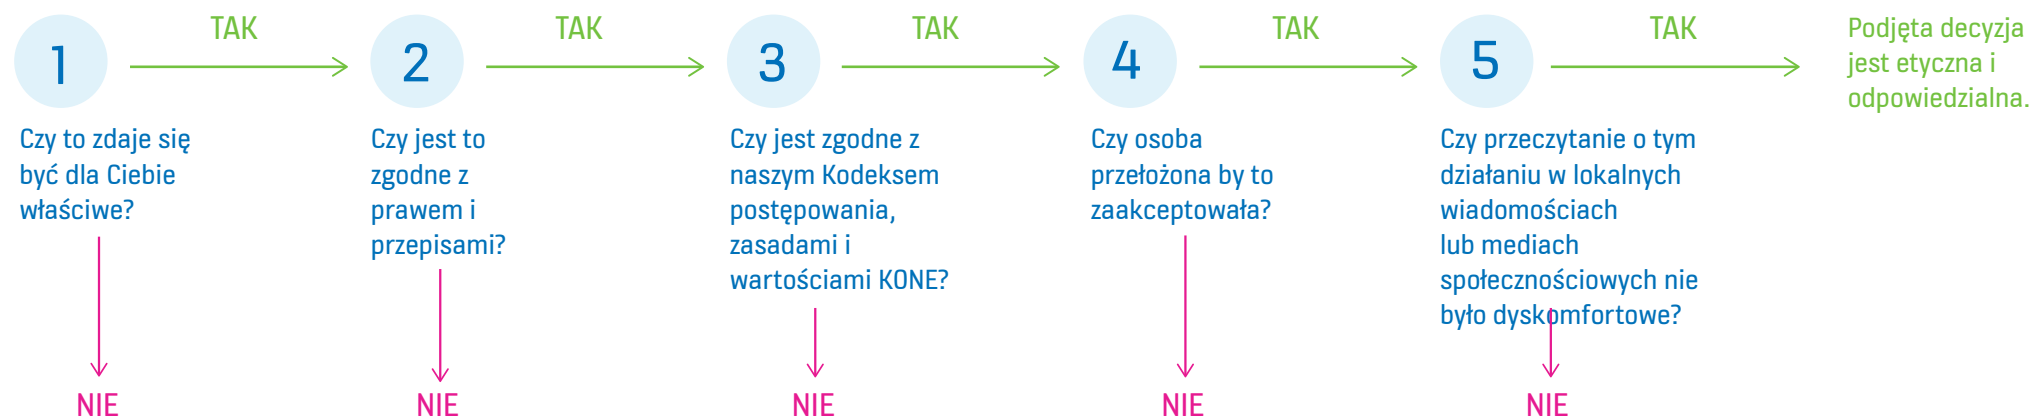 1
TAK
2
TAK
3
TAK
4
TAK
5
TAK
Podjęta decyzja
jest etyczna i
odpowiedzialna.
Czy to zdaje się
być dla Ciebie
właściwe?
Czy jest to
zgodne z
prawem i
przepisami?
Czy jest zgodne z
naszym Kodeksem
postępowania,
zasadami i
wartościami KONE?
Czy osoba
przełożona by to
zaakceptowała?
Czy przeczytanie o tym
działaniu w lokalnych
wiadomościach
lub mediach
społecznościowych nie
było dyskomfortowe?
NIE
NIE
NIE
NIE
NIE